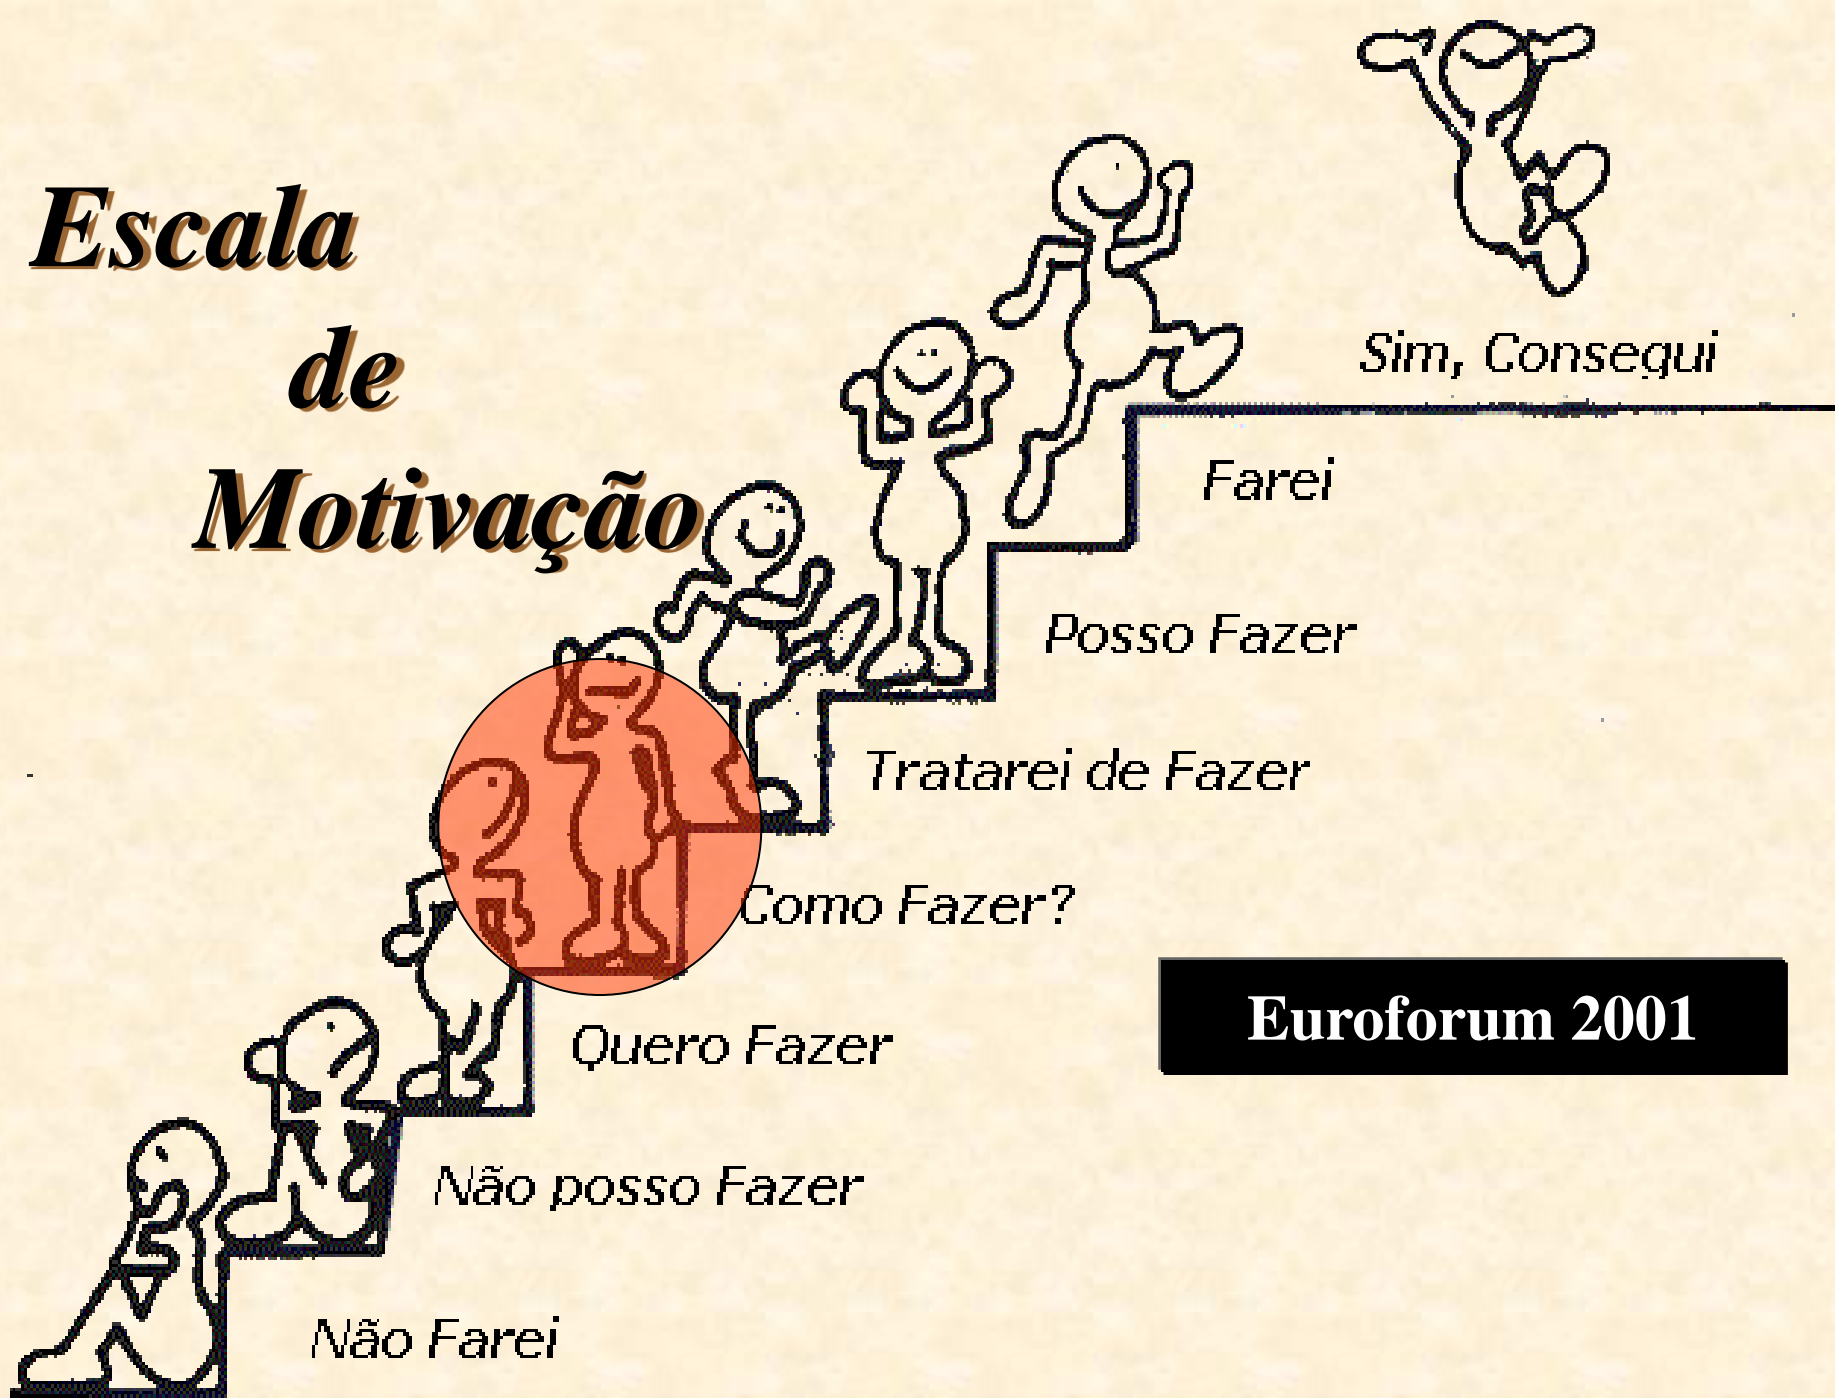 Escala
de
Motivação
Sim, Consegui
Farei
Posso Fazer
Tratarei de Fazer
Como Fazer?
Quero Fazer
Não posso Fazer
Não Farei
Euroforum 2001